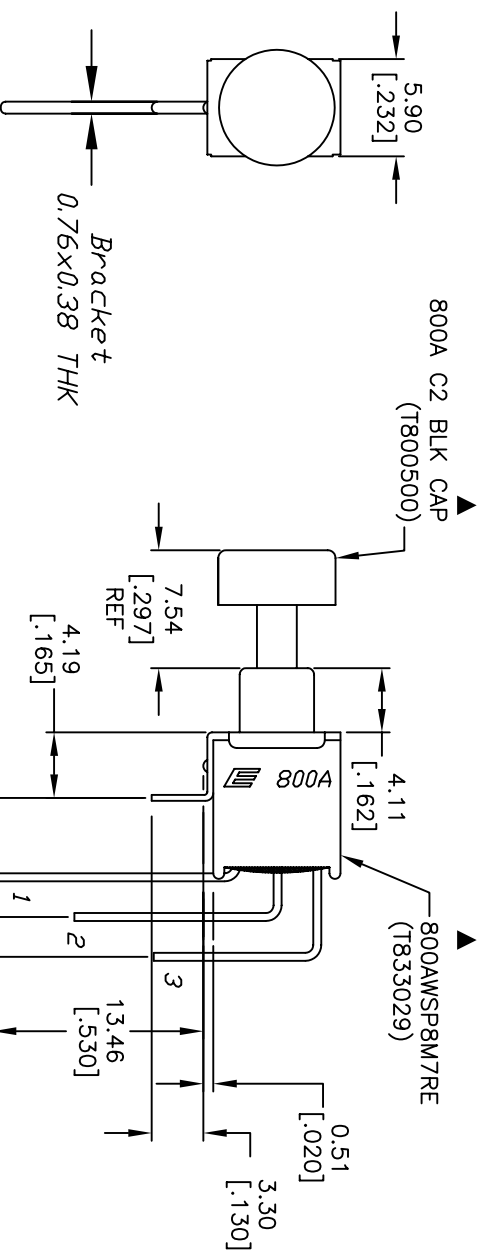 5.90
[.232]
Bracket
0.76x0.38 THK
800A C2 BLK CAP
(T800500)
7.54
[.297]
REF
4.19
[.165]
4.11
[.162]
E 800A
800AWSP8M7RE
(T833029)
1
2
3
13.46
[.530]
0.51
[.020]
3.30
[.130]